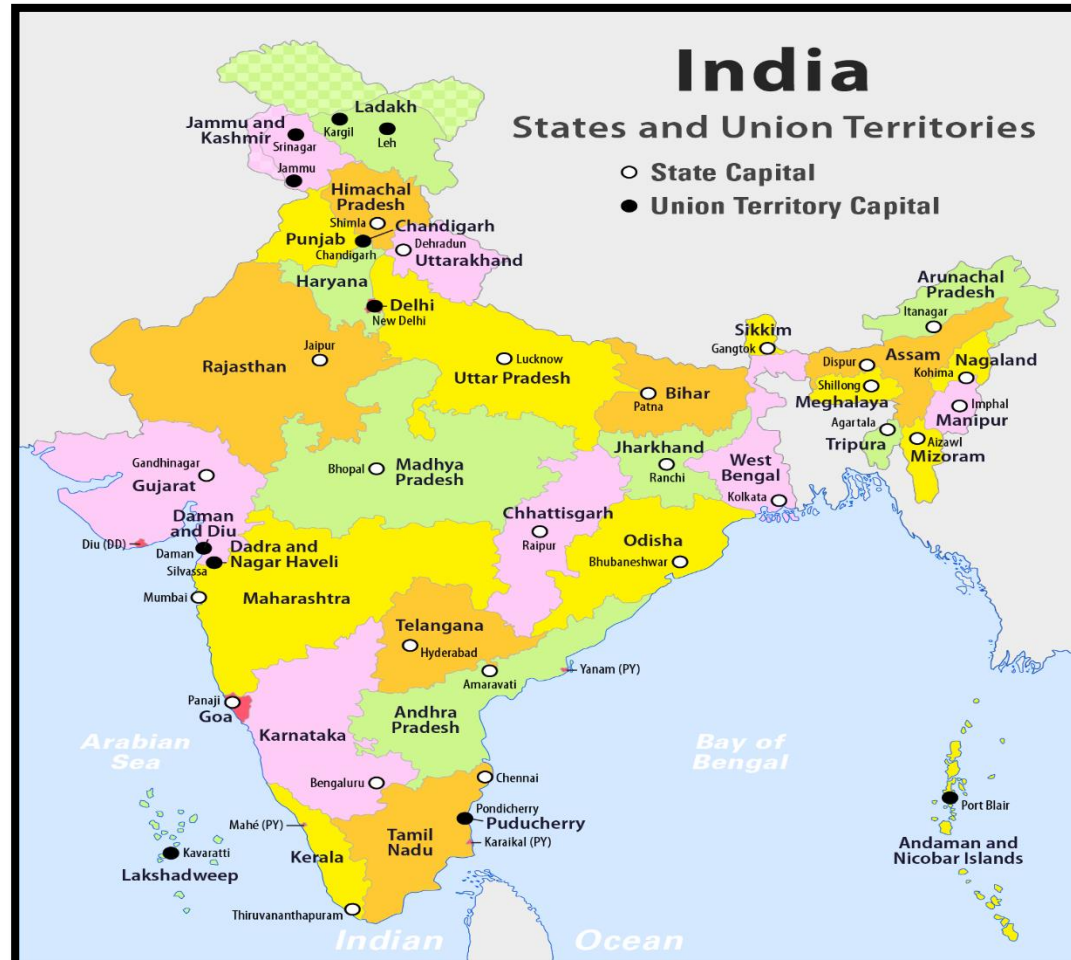 India
States and Union Territories
State Capital
Union Territory Capital
Ladakh
Kargil
Leh
Jammu and
Kashmir
Srinagar
Jammu
Himachal
Pradesh
Shimla
Chandigarh
Punjab
Chandigarh
Dehradun
Uttarakhand
Haryana
Delhi
New Delhi
Arunachal
Pradesh
Itanagar
Sikkim
Gangtok
Dispur
Assam
Nagaland
Kohima
Shillong
Meghalaya
Imphal
Manipur
Agartala
Tripura
Aizawl
Mizoram
Jaipur
Rajasthan
Lucknow
Uttar Pradesh
Bihar
Patna
Jharkhand
Ranchi
West
Bengal
Kolkata
Gandhinagar
Gujarat
Bhopal
Madhya
Pradesh
Chhattisgarh
Raipur
Odisha
Bhubaneshwar
Daman
and Diu
Diu (DD)
Daman
Dadra and
Nagar Haveli
Silvassa
Mumbai
Maharashtra
Telangana
Hyderabad
Amaravati
Yanam (PY)
Panaji
Goa
Karnataka
Andhra
Pradesh
Arabian
Sea
Bay of
Bengal
Bengaluru
Chennai
Pondicherry
Puducherry
Mahé (PY)
Tamil
Nadu
Karaikal (PY)
Kerala
Kavaratti
Lakshadweep
Port Blair
Andaman and
Nicobar Islands
Thiruvananthapuram
Indian Ocean